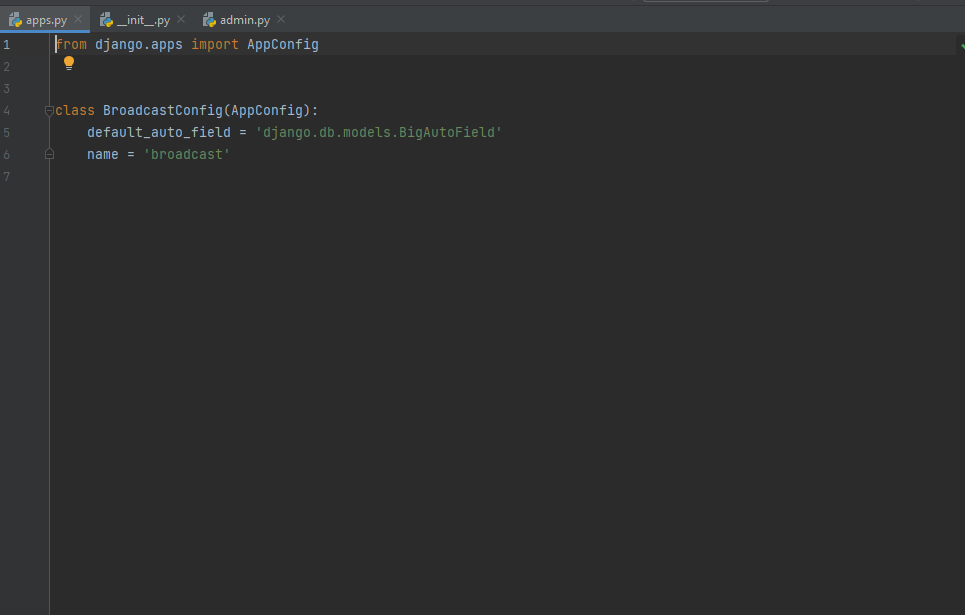 apps.py __init__.py admin.py
1 from django.apps import AppConfig
2
3
4 class BroadcastConfig(AppConfig):
5     default_auto_field = 'django.db.models.BigAutoField'
6     name = 'broadcast'
7